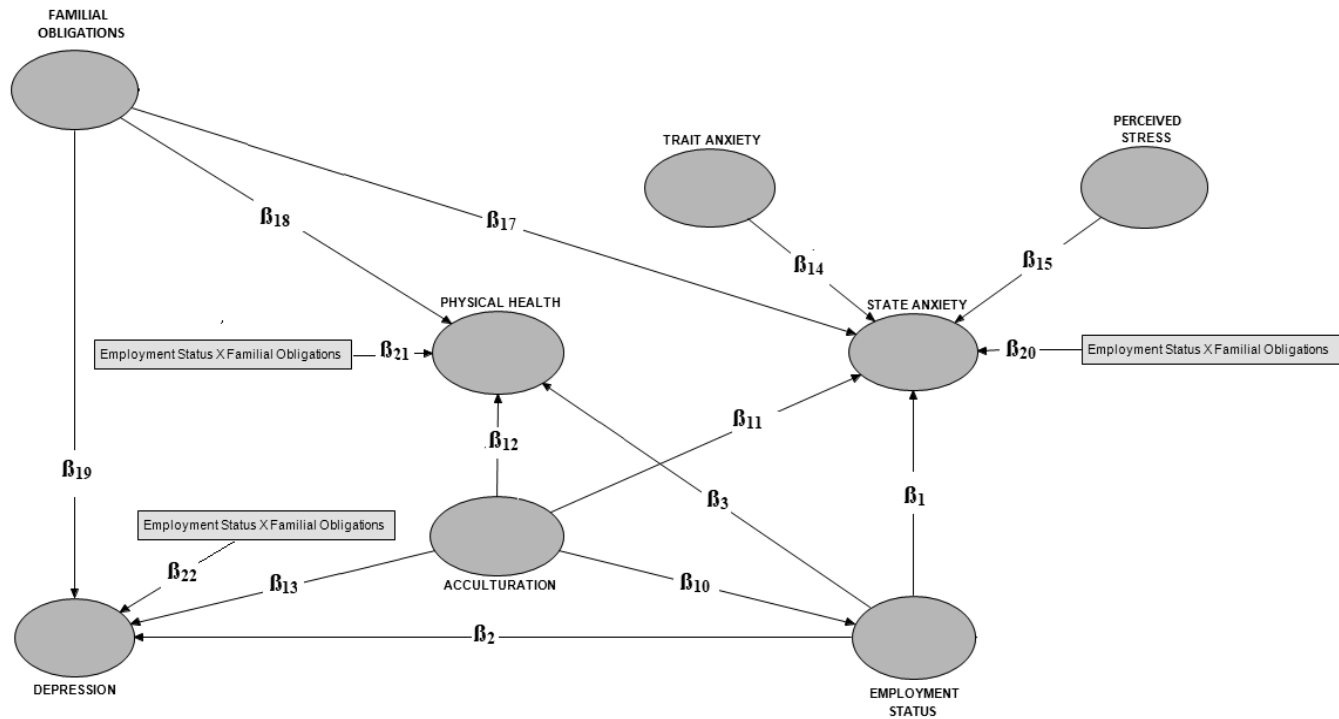 FAMILIAL
OBLIGATIONS
TRAIT ANXIETY
PERCEIVED
STRESS
ß18
ß17
ß14
ß15
PHYSICAL HEALTH
STATE ANXIETY
Employment Status X Familial Obligations
ß21
ß20
Employment Status X Familial Obligations
ß11
ß12
ß19
ß3
ß1
Employment Status X Familial Obligations
ß22
ß13
ACCULTURATION
ß10
ß2
DEPRESSION
EMPLOYMENT
STATUS